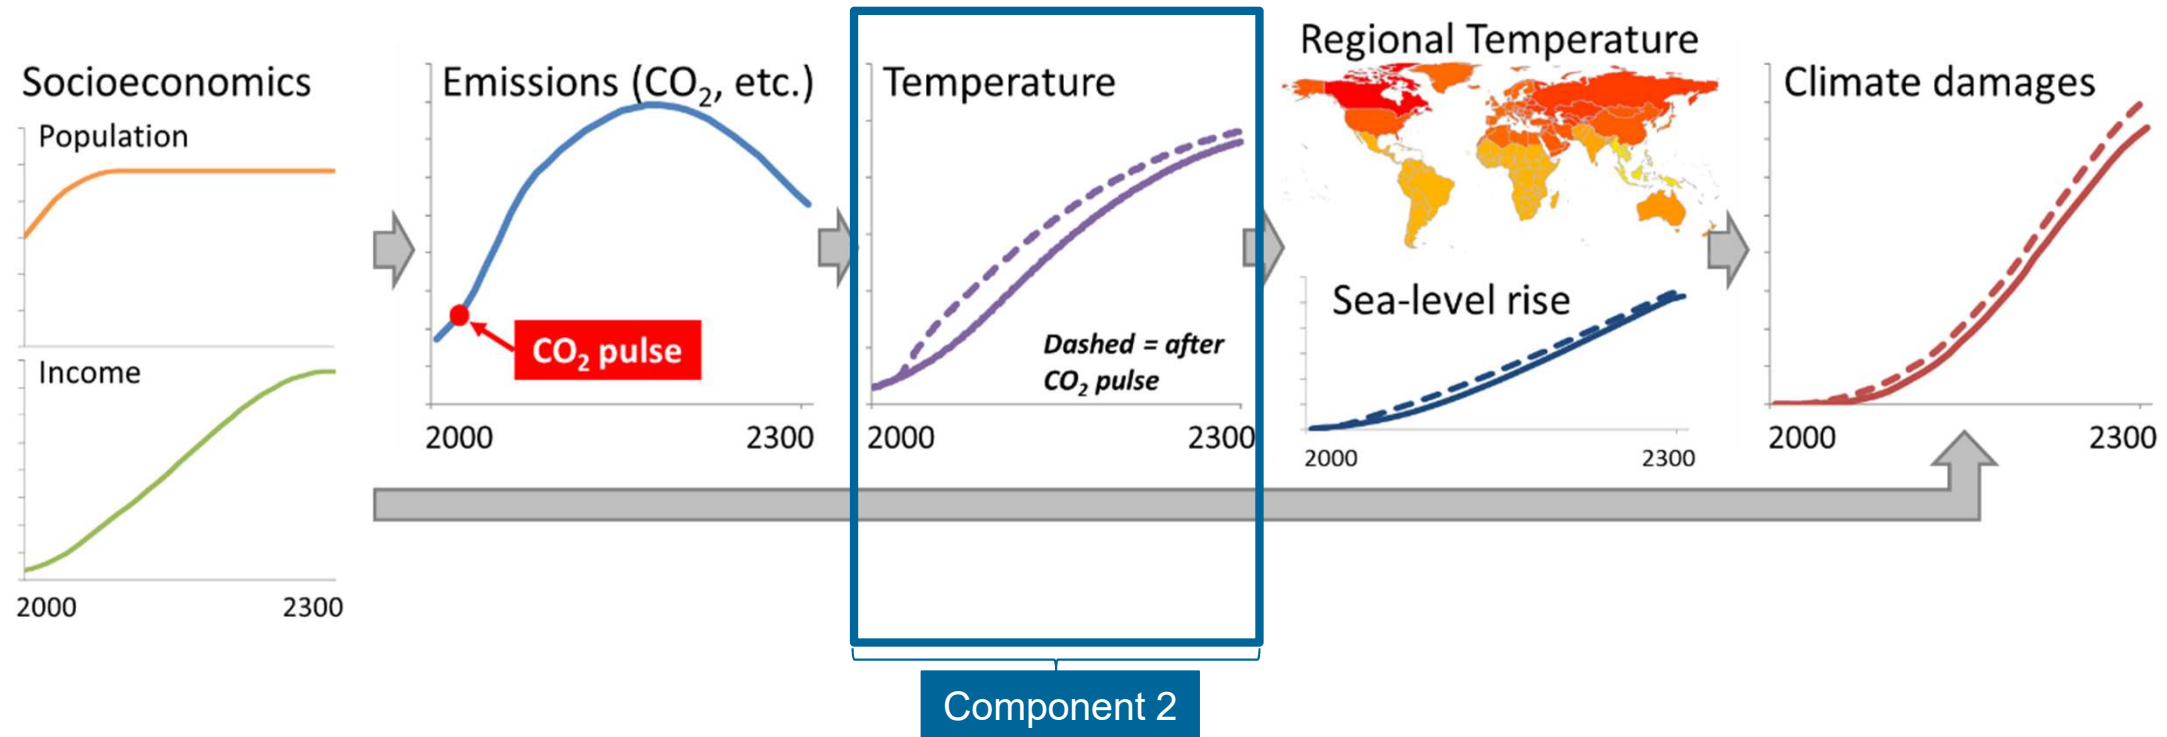 Socioeconomics
Population
Income
2000
2300
Emissions (CO₂, etc.)
CO₂ pulse
2000
2300
Temperature
Dashed = after
CO₂ pulse
2000
2300
Regional Temperature
Sea-level rise
2000
2300
Climate damages
2000
2300
Component 2